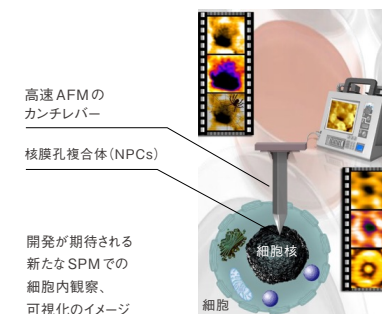 高速AFMの
カンチレバー
核膜孔複合体（NPCs）
開発が期待される
新たなSPMでの
細胞内観察、
可視化のイメージ
細胞核
細胞